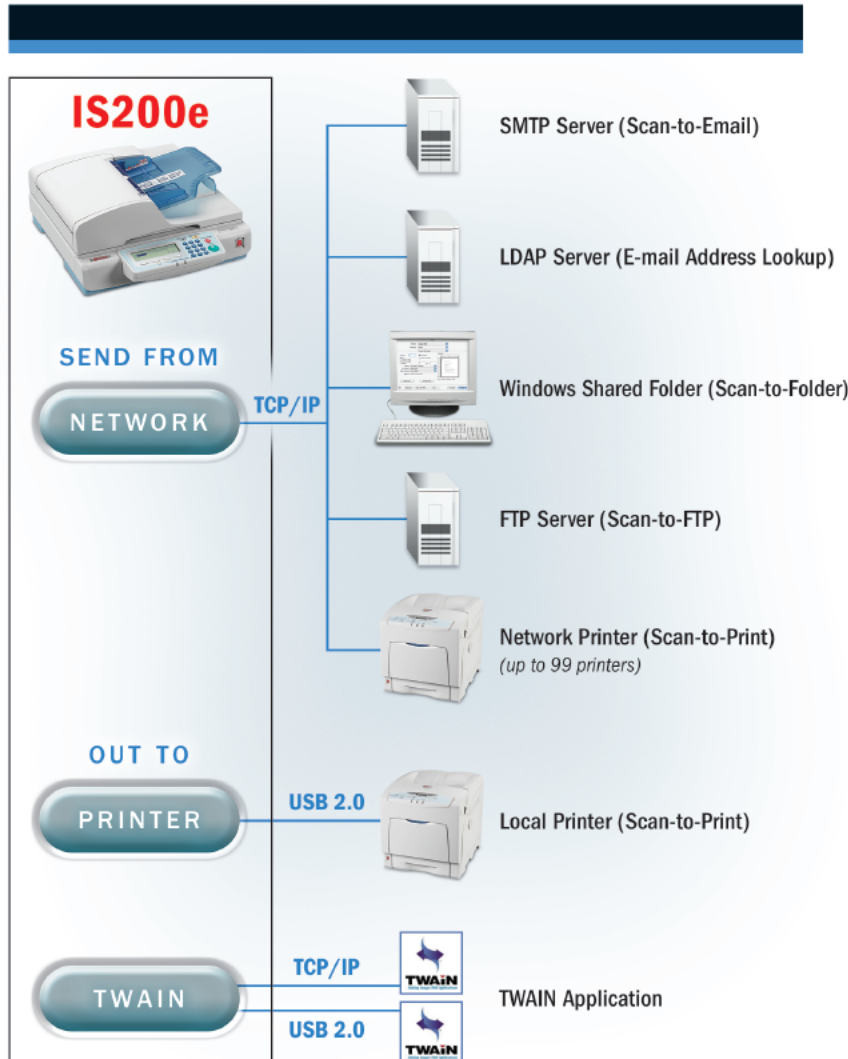 IS200e
SMTP Server (Scan-to-Email)
LDAP Server (E-mail Address Lookup)
SEND FROM
NETWORK
TCP/IP
Windows Shared Folder (Scan-to-Folder)
FTP Server (Scan-to-FTP)
Network Printer (Scan-to-Print)
(up to 99 printers)
OUT TO
PRINTER
USB 2.0
Local Printer (Scan-to-Print)
TWAIN
TCP/IP
TWAIN
TWAIN Application
USB 2.0
TWAIN